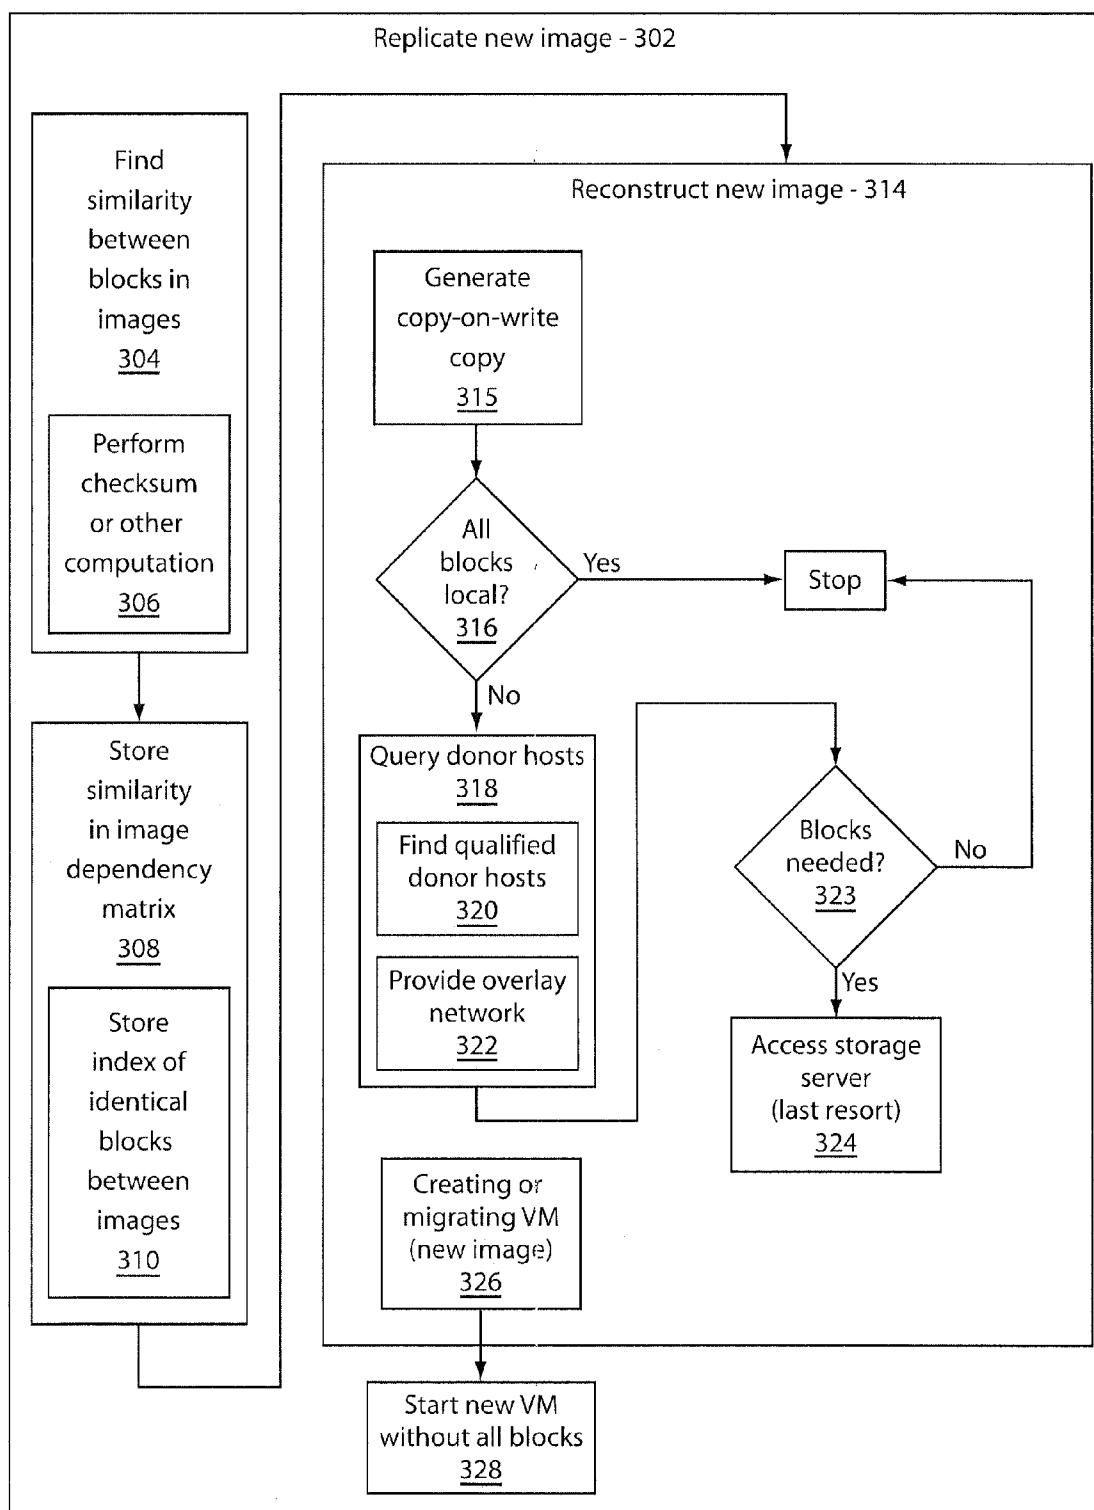 Replicate new image - 302
Find
similarity
between
blocks in
images
304
Perform
checksum
or other
computation
306
Store
similarity
in image
dependency
matrix
308
Store
index of
identical
blocks
between
images
310
Reconstruct new image - 314
Generate
copy-on-write
copy
315
All
blocks
local?
316
Yes
Stop
No
Query donor hosts
318
Find qualified
donor hosts
320
Provide overlay
network
322
Blocks
needed?
323
No
Yes
Access storage
server
(last resort)
324
Creating or
migrating VM
(new image)
326
Start new VM
without all blocks
328